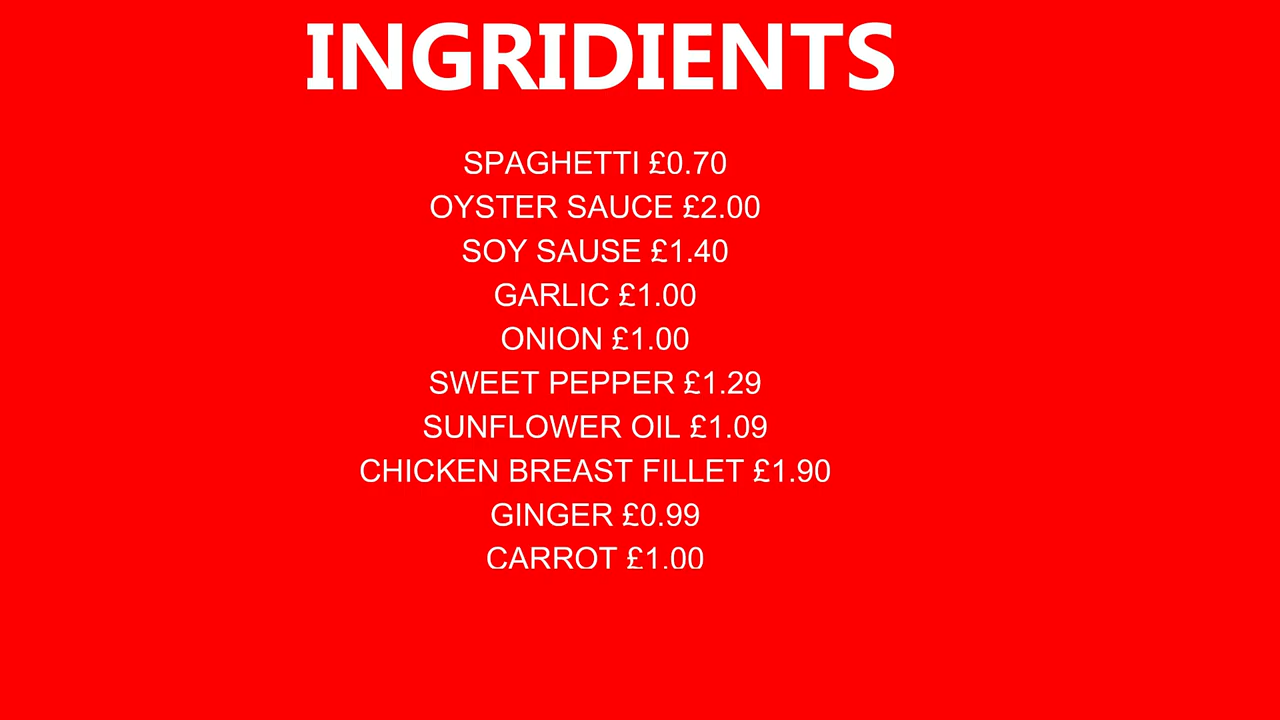 INGRIDIENTS
SPAGHETTI £0.70
OYSTER SAUCE £2.00
SOY SAUSE £1.40
GARLIC £1.00
ONION £1.00
SWEET PEPPER £1.29
SUNFLOWER OIL £1.09
CHICKEN BREAST FILLET £1.90
GINGER £0.99
CARROT £1.00